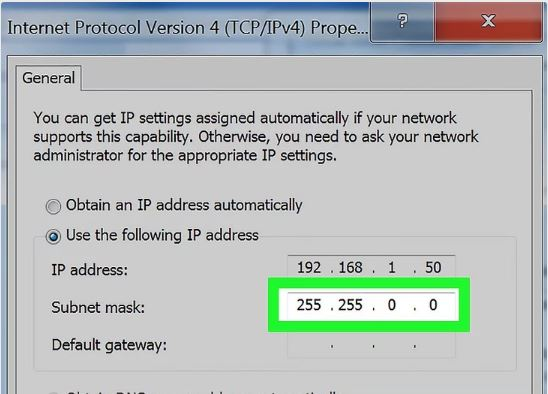 Internet Protocol Version 4 (TCP/IPv4) Prope...
?
X
General
You can get IP settings assigned automatically if your network
supports this capability. Otherwise, you need to ask your network
administrator for the appropriate IP settings.
Obtain an IP address automatically
Use the following IP address
IP address: 192 . 168 . 1 . 50
Subnet mask: 255 . 255 . 0 . 0
Default gateway: . . .